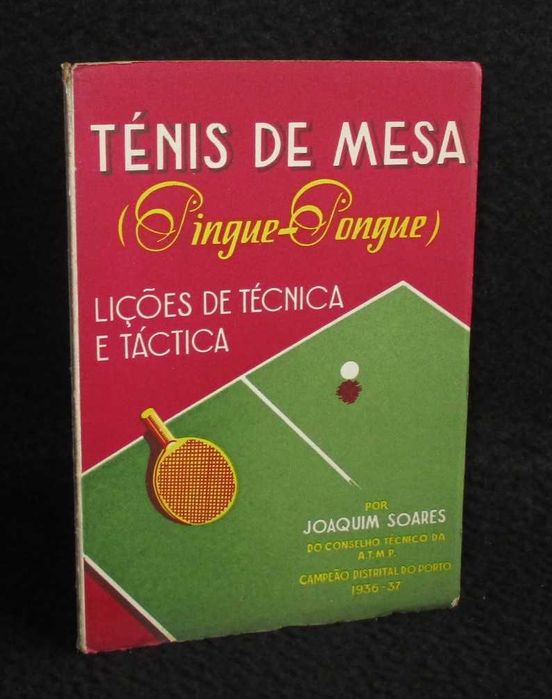 TÉNIS DE MESA
(Pingue-Pongue)
LIÇÕES DE TÉCNICA
E TÁCTICA
POR
JOAQUIM SOARES
DO CONSELHO TÉCNICO DA
A.T.M.P.
CAMPEÃO DISTRITAL DO PORTO
1936-37